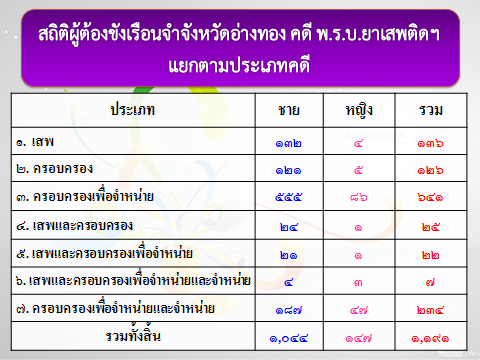 สถิติผู้ต้องขังเรือนจำจังหวัดอ่างทอง คดี พ.ร.บ.ยาเสพติดฯ
แยกตามประเภทคดี
ประเภท ชาย หญิง รวม
๑. เสพ ๑๓๒ ๔ ๑๓๖
๒. ครอบครอง ๑๒๑ ๕ ๑๒๖
๓. ครอบครองเพื่อจำหน่าย ๕๕๕ ๘๖ ๖๔๑
๔. เสพและครอบครอง ๒๔ ๑ ๒๕
๕. เสพและครอบครองเพื่อจำหน่าย ๒๑ ๑ ๒๒
๖. เสพและครอบครองเพื่อจำหน่ายและจำหน่าย ๔ ๓ ๗
๗. ครอบครองเพื่อจำหน่ายและจำหน่าย ๑๘๗ ๔๗ ๒๓๔
รวมทั้งสิ้น ๑,๐๔๔ ๑๔๗ ๑,๑๙๑